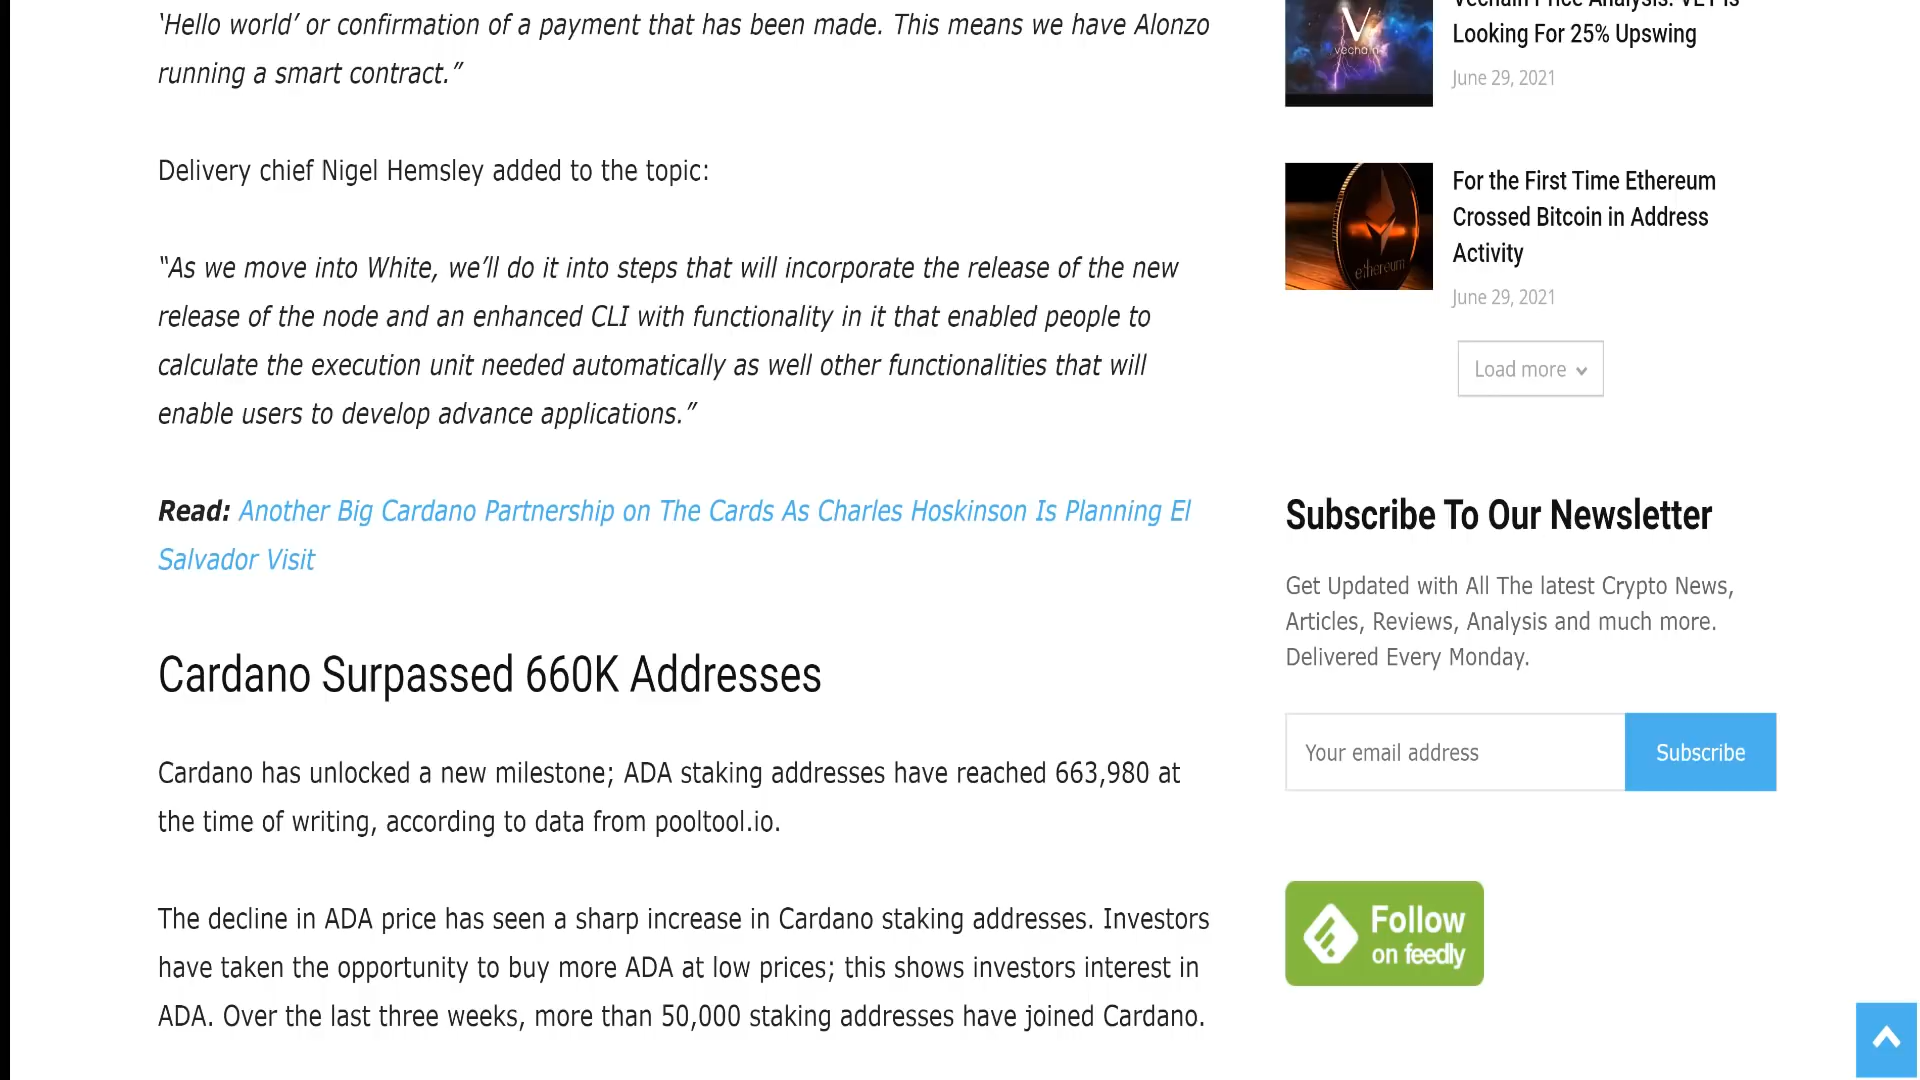 ‘Hello world’ or confirmation of a payment that has been made. This means we have Alonzo
running a smart contract.”
Delivery chief Nigel Hemsley added to the topic:
“As we move into White, we’ll do it into steps that will incorporate the release of the new
release of the node and an enhanced CLI with functionality in it that enabled people to
calculate the execution unit needed automatically as well other functionalities that will
enable users to develop advance applications.”
Read: Another Big Cardano Partnership on The Cards As Charles Hoskinson Is Planning El
Salvador Visit
Cardano Surpassed 660K Addresses
Cardano has unlocked a new milestone; ADA staking addresses have reached 663,980 at
the time of writing, according to data from pooltool.io.
The decline in ADA price has seen a sharp increase in Cardano staking addresses. Investors
have taken the opportunity to buy more ADA at low prices; this shows investors interest in
ADA. Over the last three weeks, more than 50,000 staking addresses have joined Cardano.
Vechain Price Analysis: VET is
Looking For 25% Upswing
June 29, 2021
vechain
For the First Time Ethereum
Crossed Bitcoin in Address
Activity
June 29, 2021
ethereum
Load more
Subscribe To Our Newsletter
Get Updated with All The latest Crypto News,
Articles, Reviews, Analysis and much more.
Delivered Every Monday.
Your email address
Subscribe
Follow
on feedly